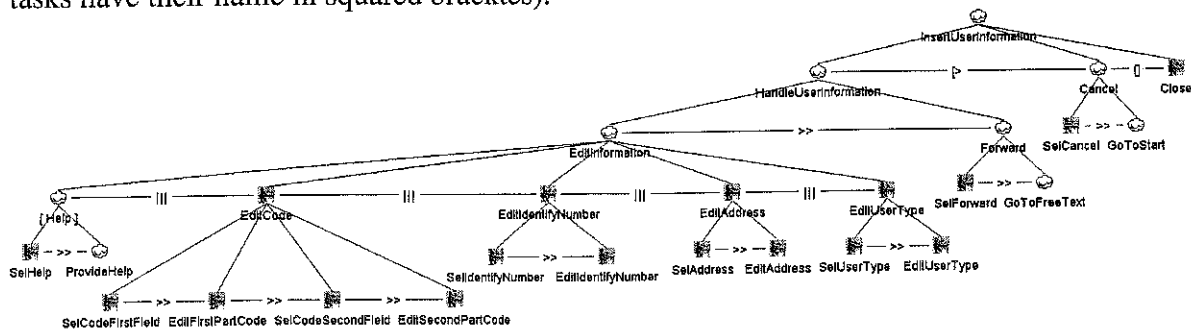 tasks have their name in squared bracktes).
InsertUserInformation
[>
[]
HandleUserInformation
Cancel
Close
>>
>>
SelCancel GoToStart
EditInformation
Forward
>>
SelForward GoToFreeText
||| ||| ||| |||
[Help] EditCode EditIdentifyNumber EditAddress EditUserType
>> >> >> >>
SelHelp ProvideHelp
SelIdentifyNumber EditIdentifyNumber SelAddress EditAddress SelUserType EditUserType
>> >> >>
SelCodeFirstField EditFirstPartCode SelCodeSecondField EditSecondPartCode